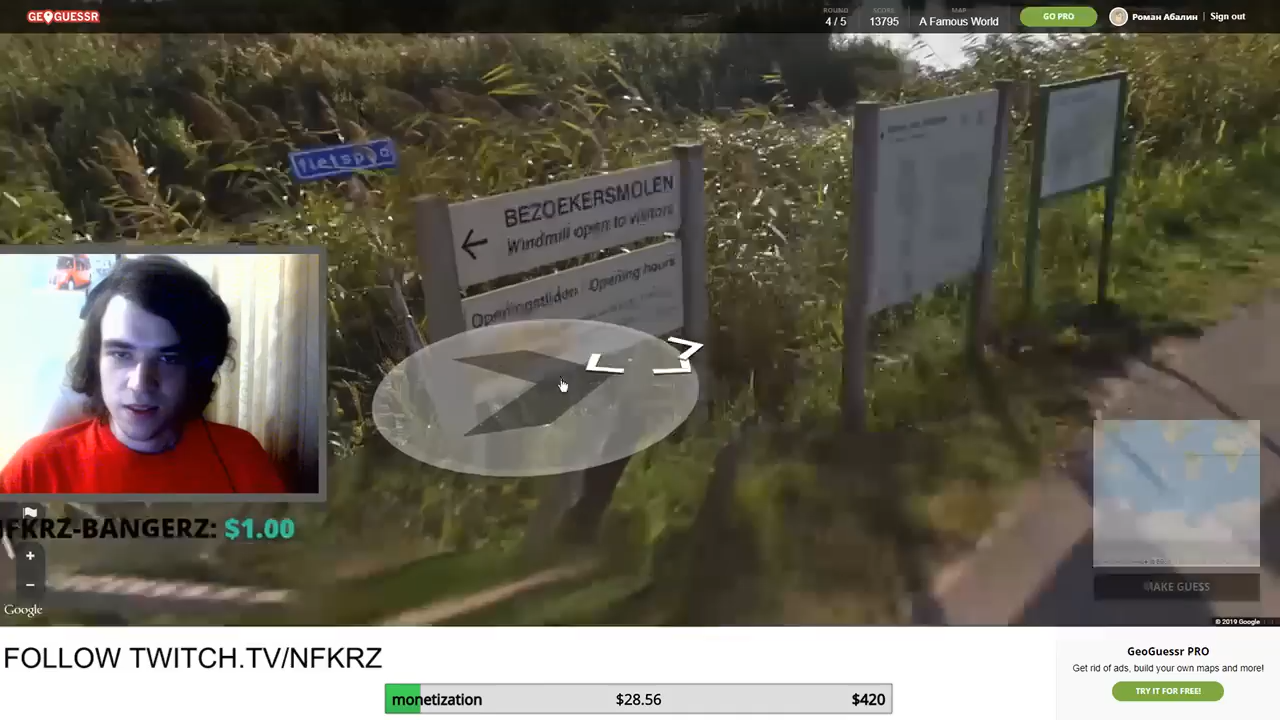 GEOGUESSR
ROUND
4 / 5
SCORE
13795
MAP
A Famous World
GO PRO
Роман Абалин
Sign out
fietspad
BEZOEKERSMOLEN
Windmill open to visitors
Openingstijden Opening hours
NFKRZ-BANGERZ: $1.00
+
−
Google
MAKE GUESS
© 2019 Google
FOLLOW TWITCH.TV/NFKRZ
monetization $28.56 $420
GeoGuessr PRO
Get rid of ads, build your own maps and more!
TRY IT FOR FREE!